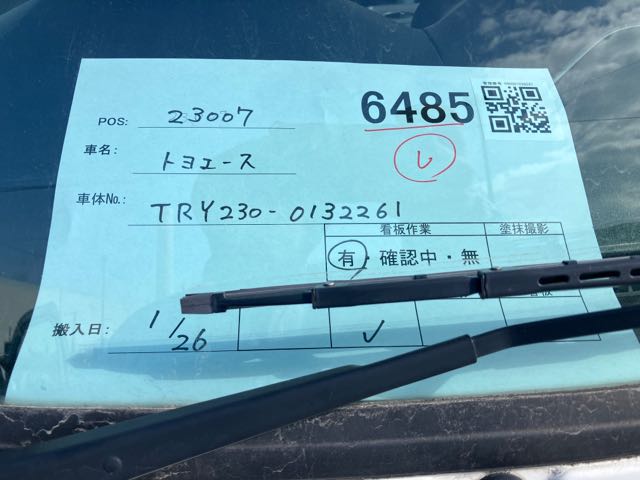 6485
POS: 23007
車名: トヨエース
車体No.: TRY230-0132261
看板作業 塗抹撮影
有・確認中・無
搬入日: 1/26 ✓